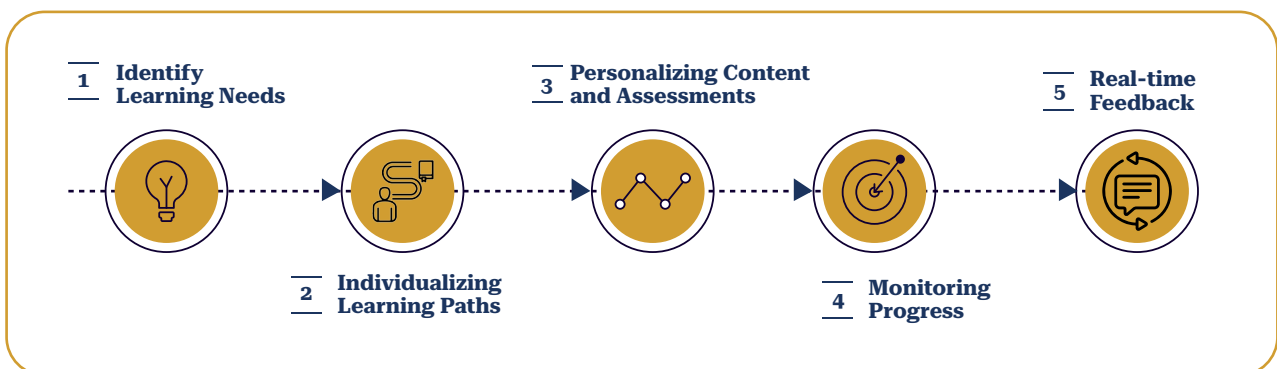 1
Identify
Learning Needs
2
Individualizing
Learning Paths
3
Personalizing Content
and Assessments
4
Monitoring
Progress
5
Real-time
Feedback